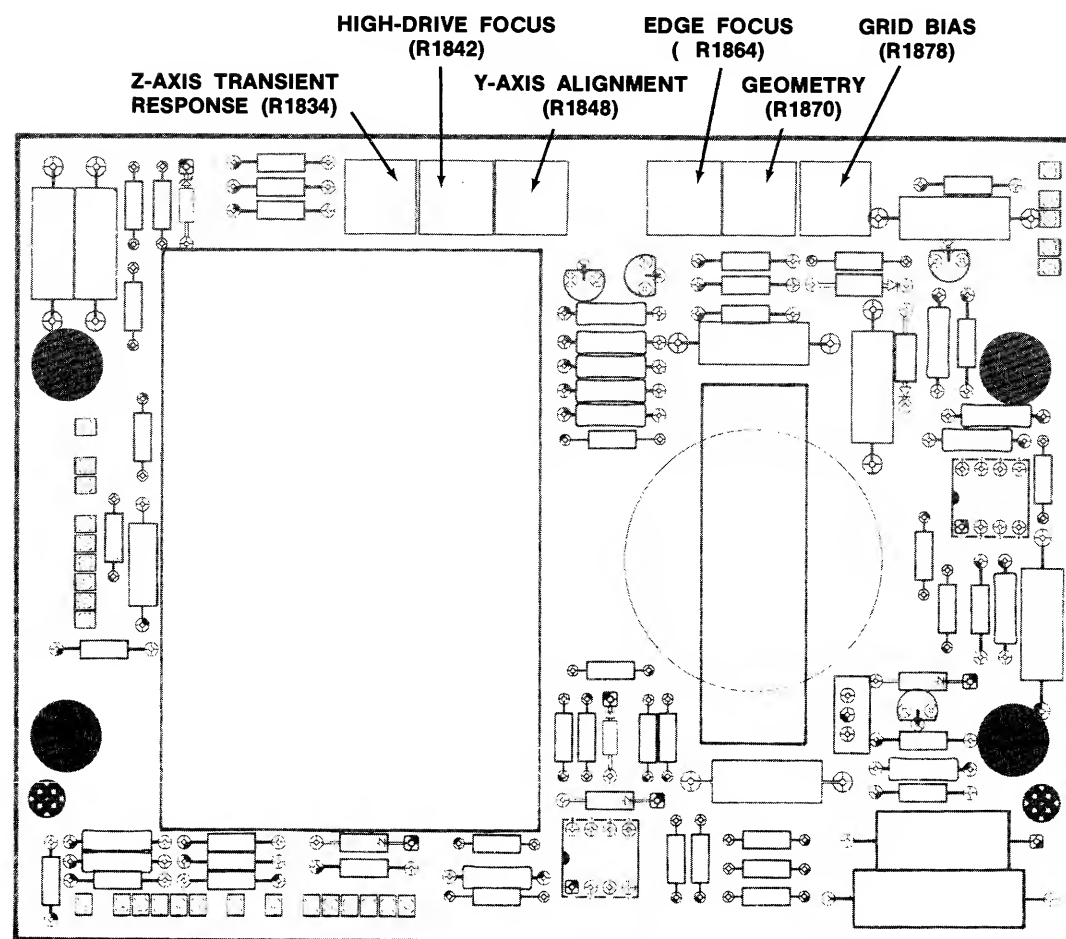 HIGH-DRIVE FOCUS
(R1842)
EDGE FOCUS
( R1864)
GRID BIAS
(R1878)
Z-AXIS TRANSIENT
RESPONSE (R1834)
Y-AXIS ALIGNMENT
(R1848)
GEOMETRY
(R1870)